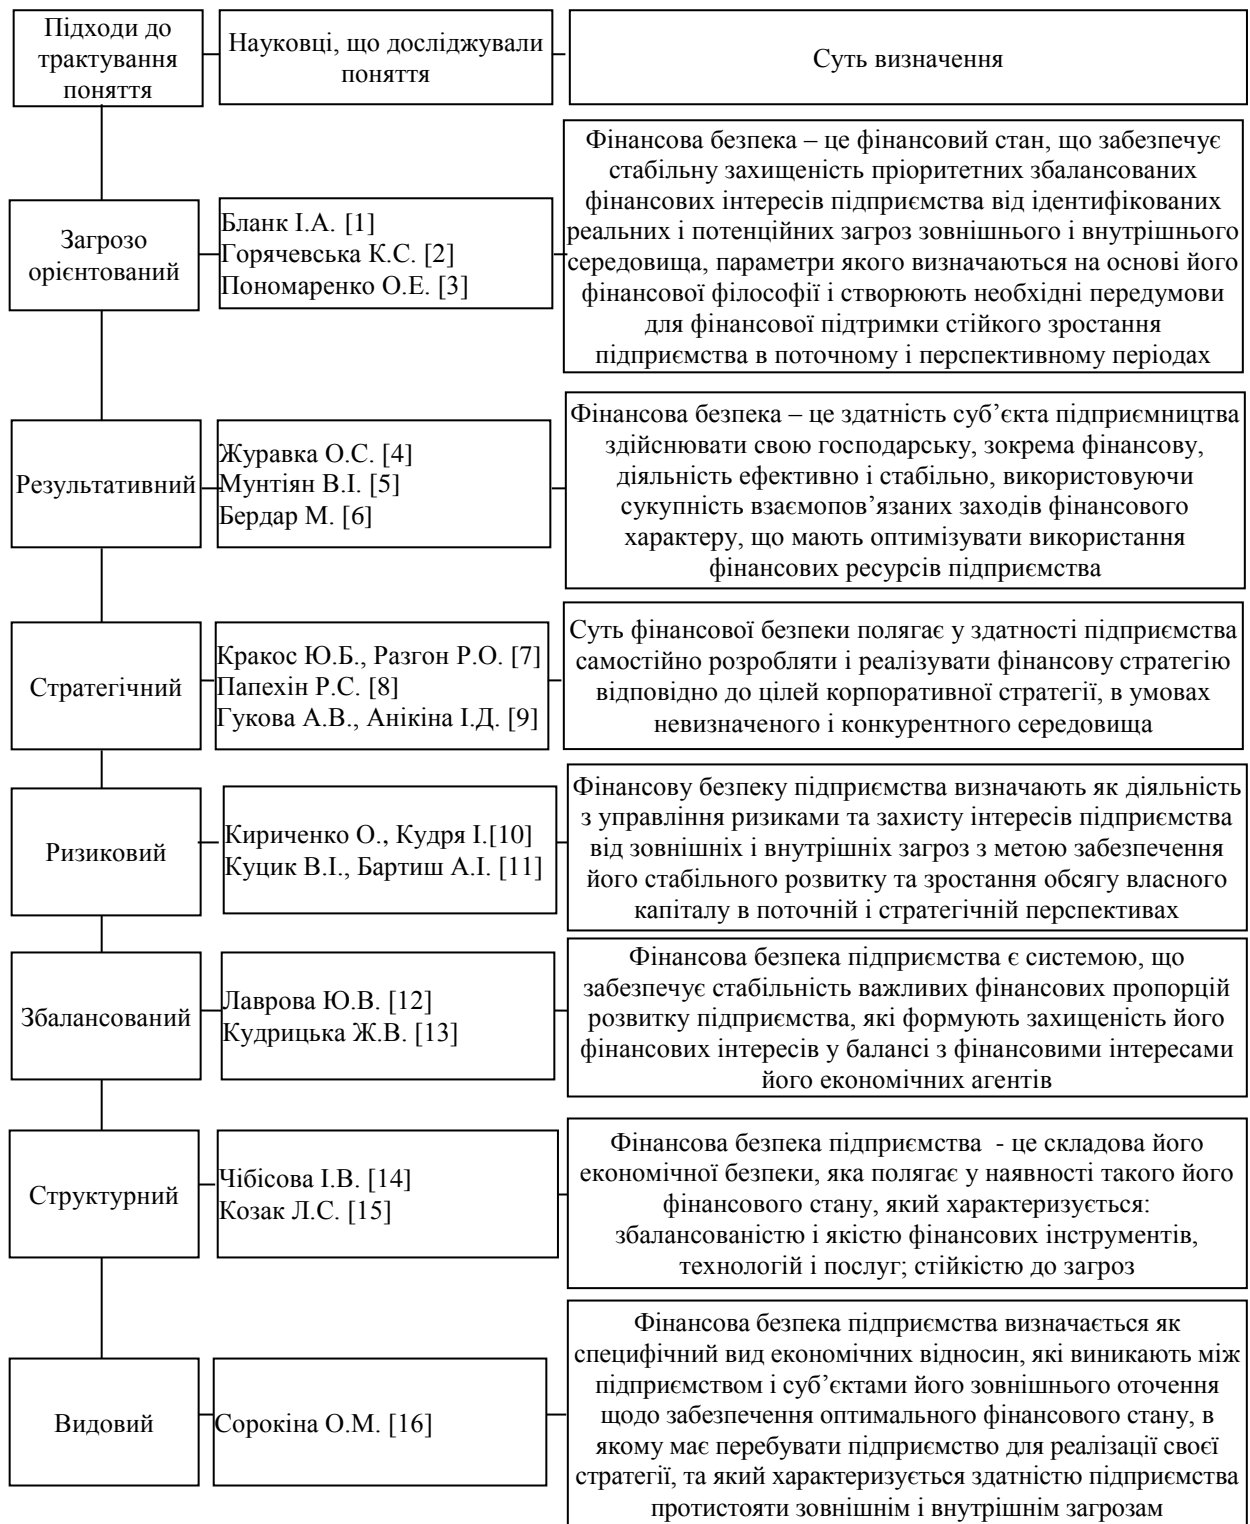 Підходи до
трактування
поняття
Науковці, що досліджували
поняття
Суть визначення
Загрозо
орієнтований
Бланк І.А. [1]
Горячевська К.С. [2]
Пономаренко О.Е. [3]
Фінансова безпека – це фінансовий стан, що забезпечує
стабільну захищеність пріоритетних збалансованих
фінансових інтересів підприємства від ідентифікованих
реальних і потенційних загроз зовнішнього і внутрішнього
середовища, параметри якого визначаються на основі його
фінансової філософії і створюють необхідні передумови
для фінансової підтримки стійкого зростання
підприємства в поточному і перспективному періодах
Результативний
Журавка О.С. [4]
Мунтіян В.І. [5]
Бердар М. [6]
Фінансова безпека – це здатність суб’єкта підприємництва
здійснювати свою господарську, зокрема фінансову,
діяльність ефективно і стабільно, використовуючи
сукупність взаємопов’язаних заходів фінансового
характеру, що мають оптимізувати використання
фінансових ресурсів підприємства
Стратегічний
Кракос Ю.Б., Разгон Р.О. [7]
Папехін Р.С. [8]
Гукова А.В., Анікіна І.Д. [9]
Суть фінансової безпеки полягає у здатності підприємства
самостійно розробляти і реалізувати фінансову стратегію
відповідно до цілей корпоративної стратегії, в умовах
невизначеного і конкурентного середовища
Ризиковий
Кириченко О., Кудря І.[10]
Куцик В.І., Бартиш А.І. [11]
Фінансову безпеку підприємства визначають як діяльність
з управління ризиками та захисту інтересів підприємства
від зовнішніх і внутрішніх загроз з метою забезпечення
його стабільного розвитку та зростання обсягу власного
капіталу в поточній і стратегічній перспективах
Збалансований
Лаврова Ю.В. [12]
Кудрицька Ж.В. [13]
Фінансова безпека підприємства є системою, що
забезпечує стабільність важливих фінансових пропорцій
розвитку підприємства, які формують захищеність його
фінансових інтересів у балансі з фінансовими інтересами
його економічних агентів
Структурний
Чібісова І.В. [14]
Козак Л.С. [15]
Фінансова безпека підприємства - це складова його
економічної безпеки, яка полягає у наявності такого його
фінансового стану, який характеризується:
збалансованістю і якістю фінансових інструментів,
технологій і послуг; стійкістю до загроз
Видовий
Сорокіна О.М. [16]
Фінансова безпека підприємства визначається як
специфічний вид економічних відносин, які виникають між
підприємством і суб’єктами його зовнішнього оточення
щодо забезпечення оптимального фінансового стану, в
якому має перебувати підприємство для реалізації своєї
стратегії, та який характеризується здатністю підприємства
протистояти зовнішнім і внутрішнім загрозам